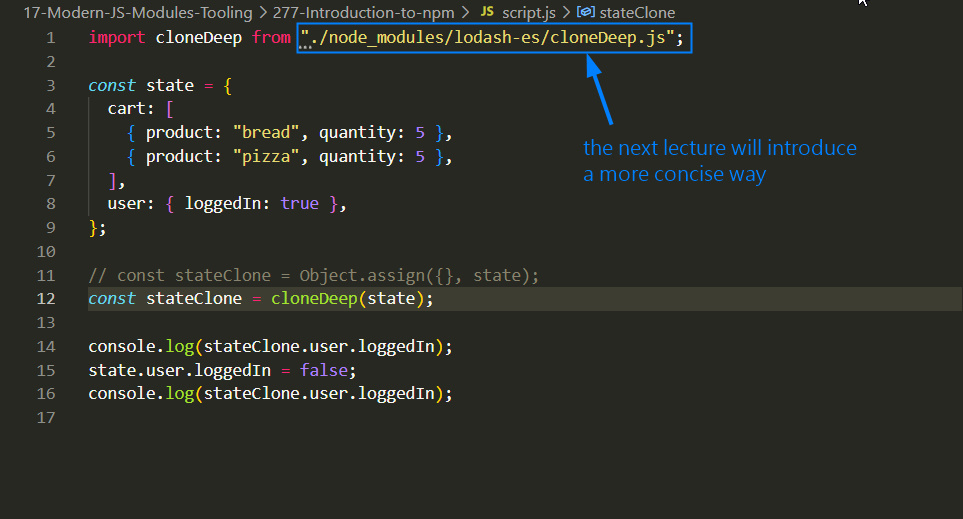 17-Modern-JS-Modules-Tooling > 277-Introduction-to-npm > JS script.js > stateClone
1 import cloneDeep from "./node_modules/lodash-es/cloneDeep.js";
2
3 const state = {
4   cart: [
5     { product: "bread", quantity: 5 },
6     { product: "pizza", quantity: 5 },
7   ],
8   user: { loggedIn: true },
9 };
10
11 // const stateClone = Object.assign({}, state);
12 const stateClone = cloneDeep(state);
13
14 console.log(stateClone.user.loggedIn);
15 state.user.loggedIn = false;
16 console.log(stateClone.user.loggedIn);
17
the next lecture will introduce
a more concise way